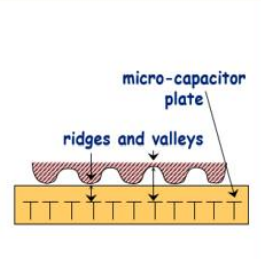 micro-capacitor
plate
ridges and valleys